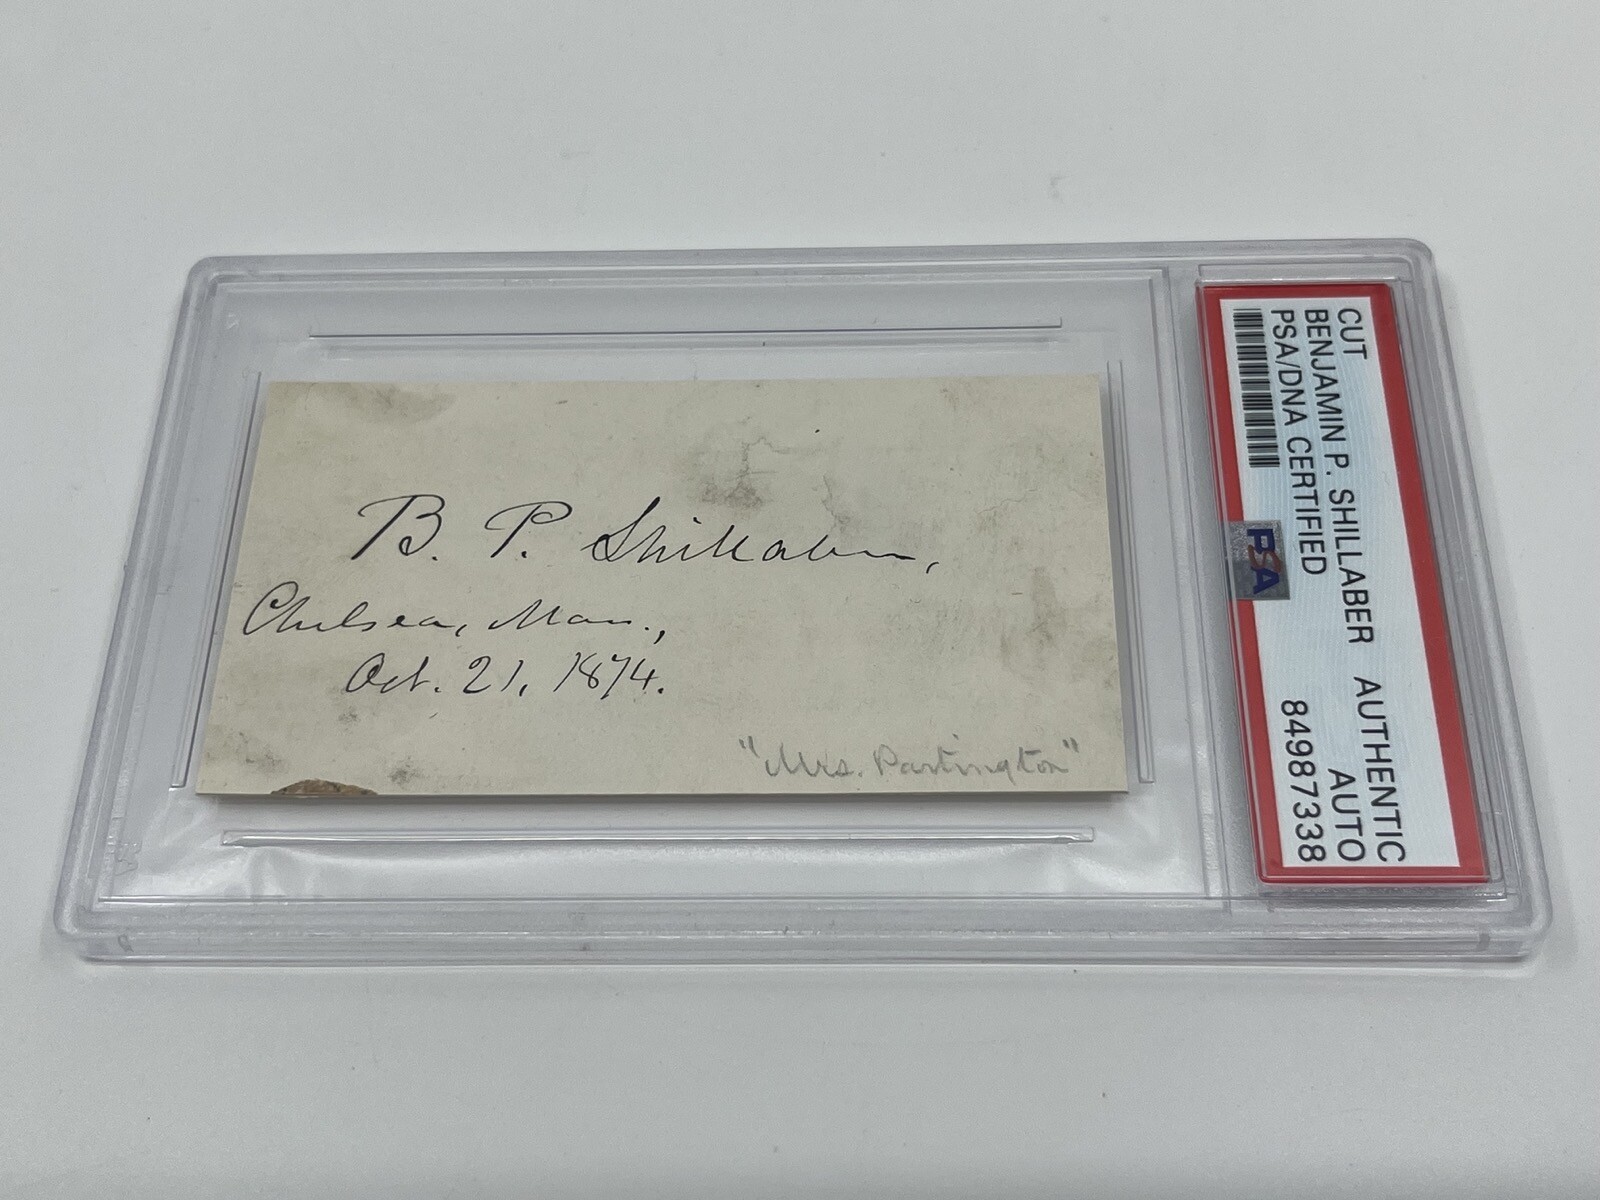 B. P. Shillaber,
Chelsea, Mass.,
Oct. 21, 1874.
"Mrs. Partington"
CUT AUTHENTIC
BENJAMIN P. SHILLABER AUTO
PSA/DNA CERTIFIED 84987338
PSA